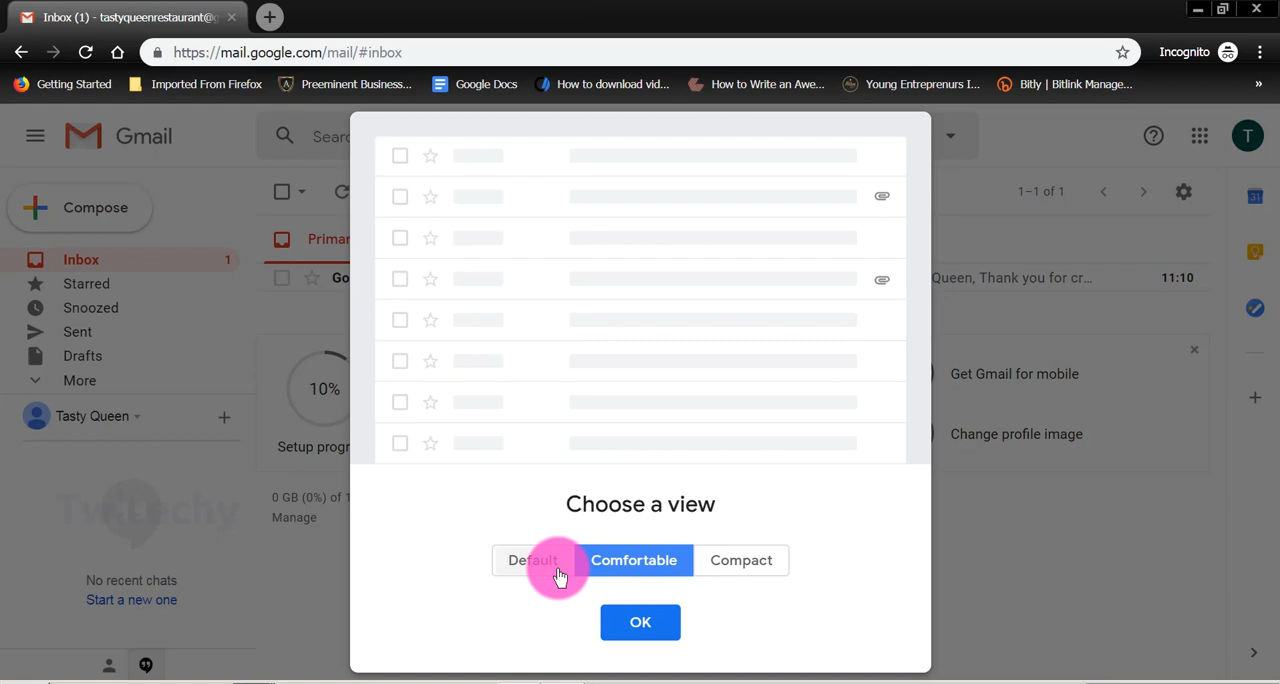 Inbox (1) - tastyqueenrestaurant@g
https://mail.google.com/mail/#inbox
Incognito
Getting Started
Imported From Firefox
Preeminent Business...
Google Docs
How to download vid...
How to Write an Awe...
Young Entreprenurs I...
Bitly | Bitlink Manage...
»
Gmail
Sear
T
Compose
1–1 of 1
31
Inbox 1
Primar
Starred
Go
Queen, Thank you for cr...
11:10
Snoozed
Sent
Drafts
More
Get Gmail for mobile
10%
Tasty Queen
Change profile image
Setup progr
0 GB (0%) of 1
Manage
Choose a view
Default
Comfortable
Compact
No recent chats
Start a new one
OK